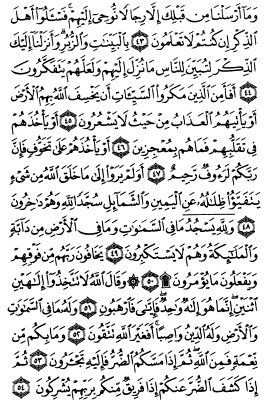 وَمَآ أَرْسَلْنَا مِن قَبْلِكَ إِلَّا رِجَالًا نُّوحِىٓ إِلَيْهِمْ فَسْـَٔلُوٓا۟ أَهْلَ
ٱلذِّكْرِ إِن كُنتُمْ لَا تَعْلَمُونَ ٤٣ بِٱلْبَيِّنَـٰتِ وَٱلزُّبُرِ وَأَنزَلْنَآ إِلَيْكَ
ٱلذِّكْرَ لِتُبَيِّنَ لِلنَّاسِ مَا نُزِّلَ إِلَيْهِمْ وَلَعَلَّهُمْ يَتَفَكَّرُونَ
٤٤ أَفَأَمِنَ ٱلَّذِينَ مَكَرُوا۟ ٱلسَّيِّـَٔاتِ أَن يَخْسِفَ ٱللَّهُ بِهِمُ ٱلْأَرْضَ
أَوْ يَأْتِيَهُمُ ٱلْعَذَابُ مِنْ حَيْثُ لَا يَشْعُرُونَ ٤٥ أَوْ يَأْخُذَهُمْ
فِى تَقَلُّبِهِمْ فَمَا هُم بِمُعْجِزِينَ ٤٦ أَوْ يَأْخُذَهُمْ عَلَىٰ تَخَوُّفٍ فَإِنَّ
رَبَّكُمْ لَرَءُوفٌ رَّحِيمٌ ٤٧ أَوَلَمْ يَرَوْا۟ إِلَىٰ مَا خَلَقَ ٱللَّهُ مِن شَىْءٍ
يَتَفَيَّؤُا۟ ظِلَـٰلُهُۥ عَنِ ٱلْيَمِينِ وَٱلشَّمَآئِلِ سُجَّدًا لِّلَّهِ وَهُمْ دَٰخِرُونَ
٤٨ وَلِلَّهِ يَسْجُدُ مَا فِى ٱلسَّمَـٰوَٰتِ وَمَا فِى ٱلْأَرْضِ مِن دَآبَّةٍ
وَٱلْمَلَـٰٓئِكَةُ وَهُمْ لَا يَسْتَكْبِرُونَ ٤٩ يَخَافُونَ رَبَّهُم مِّن فَوْقِهِمْ
وَيَفْعَلُونَ مَا يُؤْمَرُونَ ۩ ٥٠ وَقَالَ ٱللَّهُ لَا تَتَّخِذُوٓا۟ إِلَـٰهَيْنِ
ٱثْنَيْنِ إِنَّمَا هُوَ إِلَـٰهٌ وَٰحِدٌ فَإِيَّـٰىَ فَٱرْهَبُونِ ٥١ وَلَهُۥ مَا فِى ٱلسَّمَـٰوَٰتِ
وَٱلْأَرْضِ وَلَهُ ٱلدِّينُ وَاصِبًا أَفَغَيْرَ ٱللَّهِ تَتَّقُونَ ٥٢ وَمَا بِكُم مِّن
نِّعْمَةٍ فَمِنَ ٱللَّهِ ثُمَّ إِذَا مَسَّكُمُ ٱلضُّرُّ فَإِلَيْهِ تَجْـَٔرُونَ ٥٣ ثُمَّ
إِذَا كَشَفَ ٱلضُّرَّ عَنكُمْ إِذَا فَرِيقٌ مِّنكُم بِرَبِّهِمْ يُشْرِكُونَ ٥٤